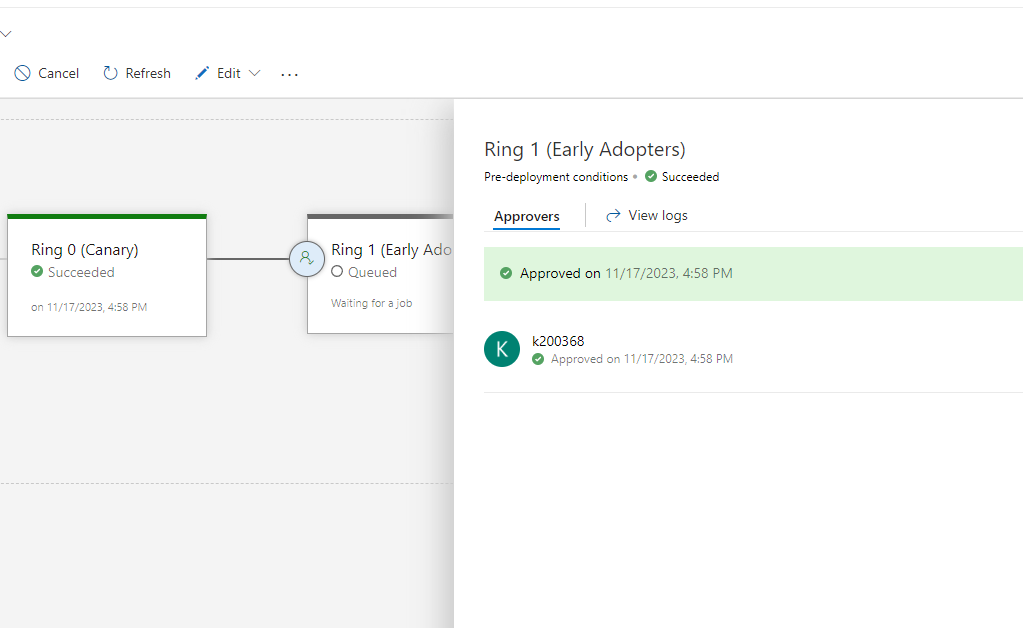 Cancel Refresh Edit ...
Ring 0 (Canary)
Succeeded
on 11/17/2023, 4:58 PM
Ring 1 (Early Ado
Queued
Waiting for a job
Ring 1 (Early Adopters)
Pre-deployment conditions • Succeeded
Approvers View logs
Approved on 11/17/2023, 4:58 PM
K
k200368
Approved on 11/17/2023, 4:58 PM